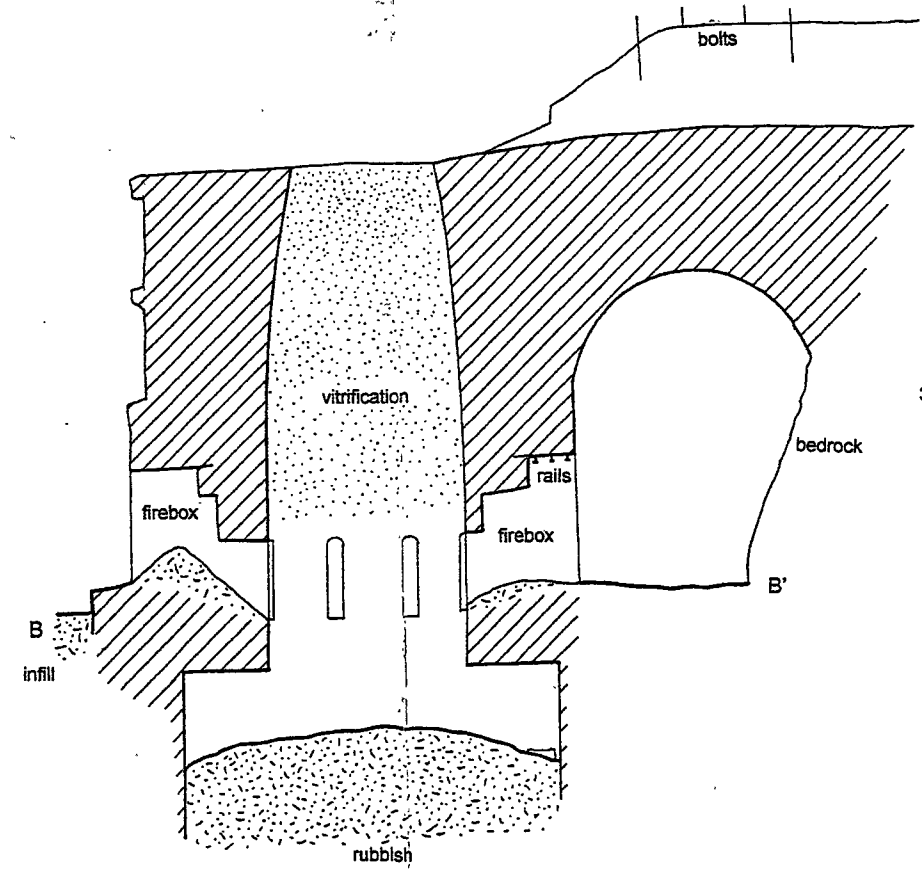 bolts
vitrification
bedrock
rails
firebox
firebox
B'
B
infill
rubbish